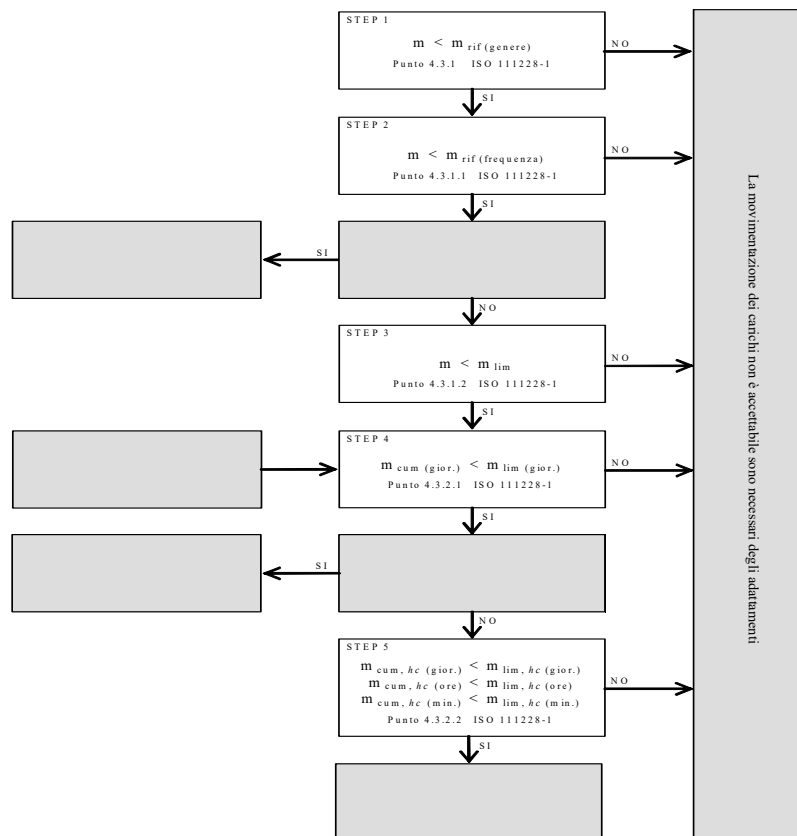 STEP 1
m < m rif (genere)
Punto 4.3.1 ISO 111228-1
NO
SI
STEP 2
m < m rif (frequenza)
Punto 4.3.1.1 ISO 111228-1
NO
SI
SI
NO
STEP 3
m < m lim
Punto 4.3.1.2 ISO 111228-1
NO
SI
STEP 4
m cum (gior.) < m lim (gior.)
Punto 4.3.2.1 ISO 111228-1
NO
SI
SI
NO
STEP 5
m cum, hc (gior.) < m lim, hc (gior.)
m cum, hc (ore) < m lim, hc (ore)
m cum, hc (min.) < m lim, hc (min.)
Punto 4.3.2.2 ISO 111228-1
NO
SI
La movimentazione dei carichi non è accettabile sono necessari degli adattamenti